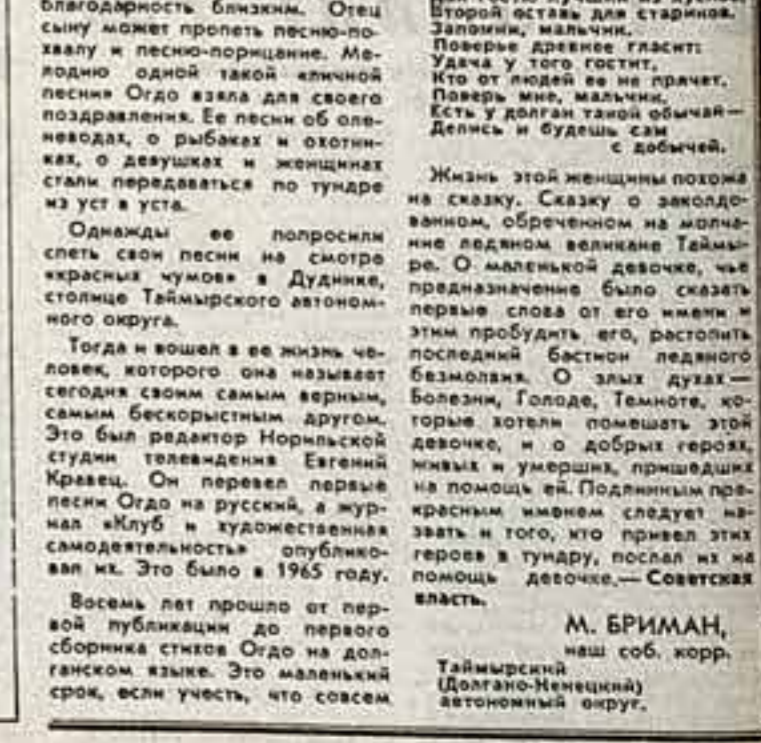 благодарность близким. Отец
сыну может пропеть песню-по-
хвалу и песню-порицание. Ме-
лодию одной такой «личной
песни» Огдо взяла для своего
поздравления. Ее песни об оле-
неводах, о рыбаках и охотни-
ках, о девушках и женщинах
стали передаваться по тундре
из уст в уста.
Однажды ее попросили
спеть свои песни на смотре
«красных чумов» в Дудинке,
столице Таймырского автоном-
ного округа.
Тогда и вошел в ее жизнь че-
ловек, которого она называет
сегодня своим самым верным,
самым бескорыстным другом.
Это был редактор Норильской
студии телевидения Евгений
Кравец. Он перевел первые
песни Огдо на русский, а жур-
нал «Клуб и художественная
самодеятельность» опублико-
вал их. Это было в 1965 году.
Восемь лет прошло от пер-
вой публикации до первого
сборника стихов Огдо на дол-
ганском языке. Это маленький
срок, если учесть, что совсем
Второй оставь для стариков.
Запомни, мальчик.
Поверье древнее гласит:
Удача у того гостит,
Кто от людей ее не прячет.
Поверь мне, мальчик,
Есть у долган такой обычай—
Делись и будешь сам
с добычей.
Жизнь этой женщины похожа
на сказку. Сказку о заколдо-
ванном, обреченном на молча-
ние ледяном великане Таймы-
ре. О маленькой девочке, чье
предназначение было сказать
первые слова от его имени и
этим пробудить его, растопить
последний бастион ледяного
безмолвия. О злых духах—
Болезни, Голоде, Темноте, ко-
торые хотели помешать этой
девочке, и о добрых героях,
живых и умерших, пришедших
на помощь ей. Подлинным пре-
красным именем следует на-
звать и того, кто привел этих
героев в тундру, послал их на
помощь девочке,— Советская
власть.
М. БРИМАН,
наш соб. корр.
Таймырский
(Долгано-Ненецкий)
автономный округ.